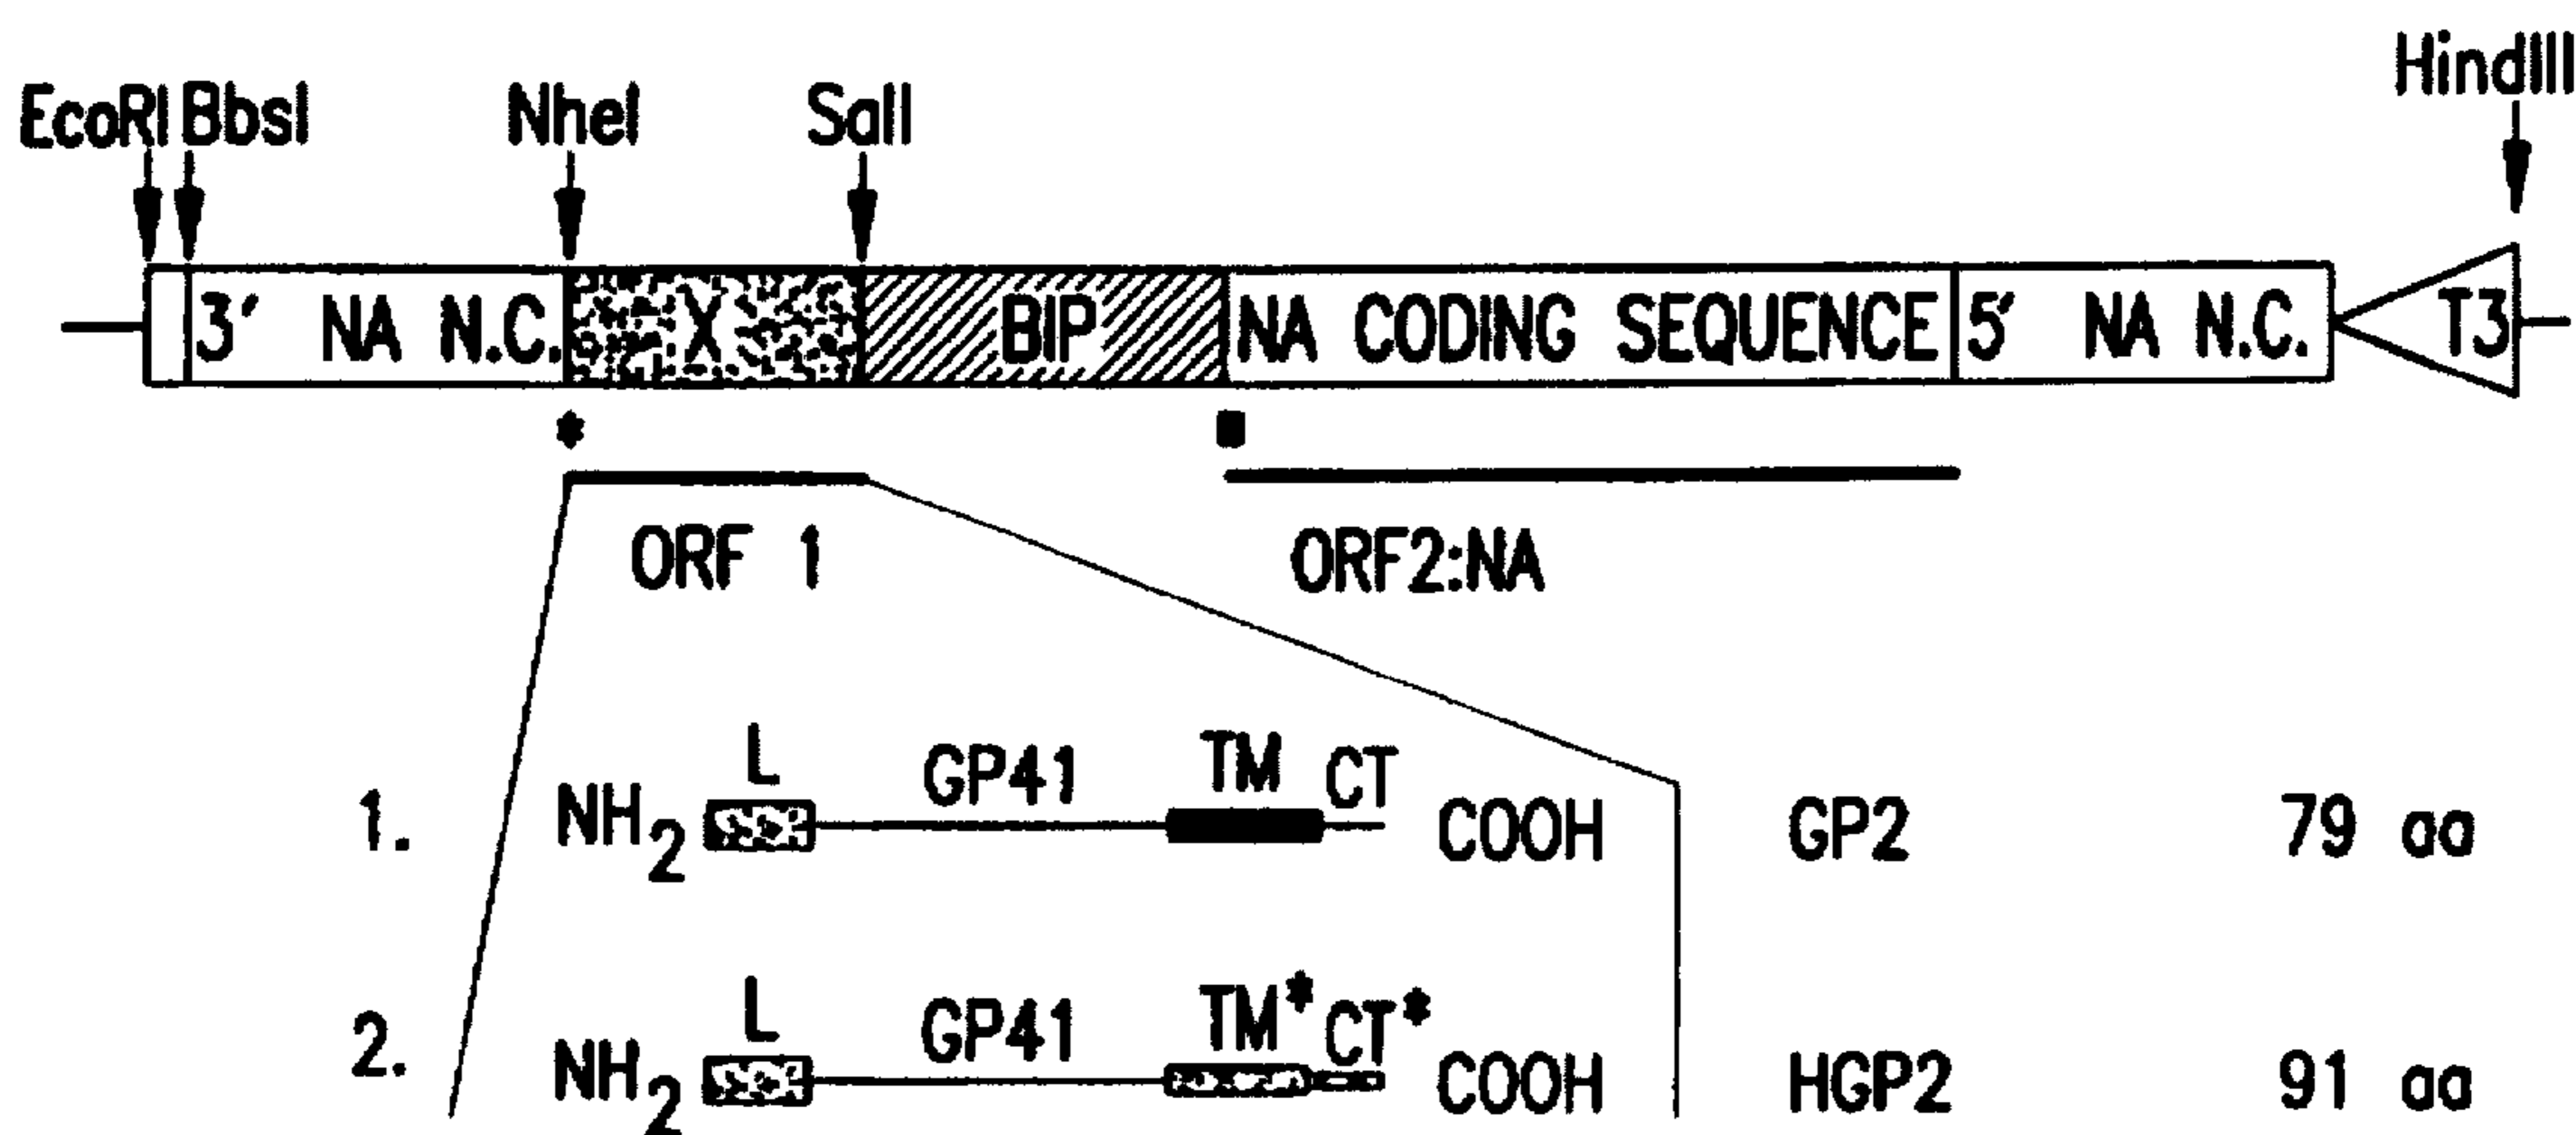 EcoRI BbsI NheI SalI HindIII
3′ NA N.C. X BIP NA CODING SEQUENCE 5′ NA N.C. T3
* ■
ORF 1 ORF2:NA
L GP41 TM CT
1. NH2 COOH GP2 79 aa
L GP41 TM* CT*
2. NH2 COOH HGP2 91 aa